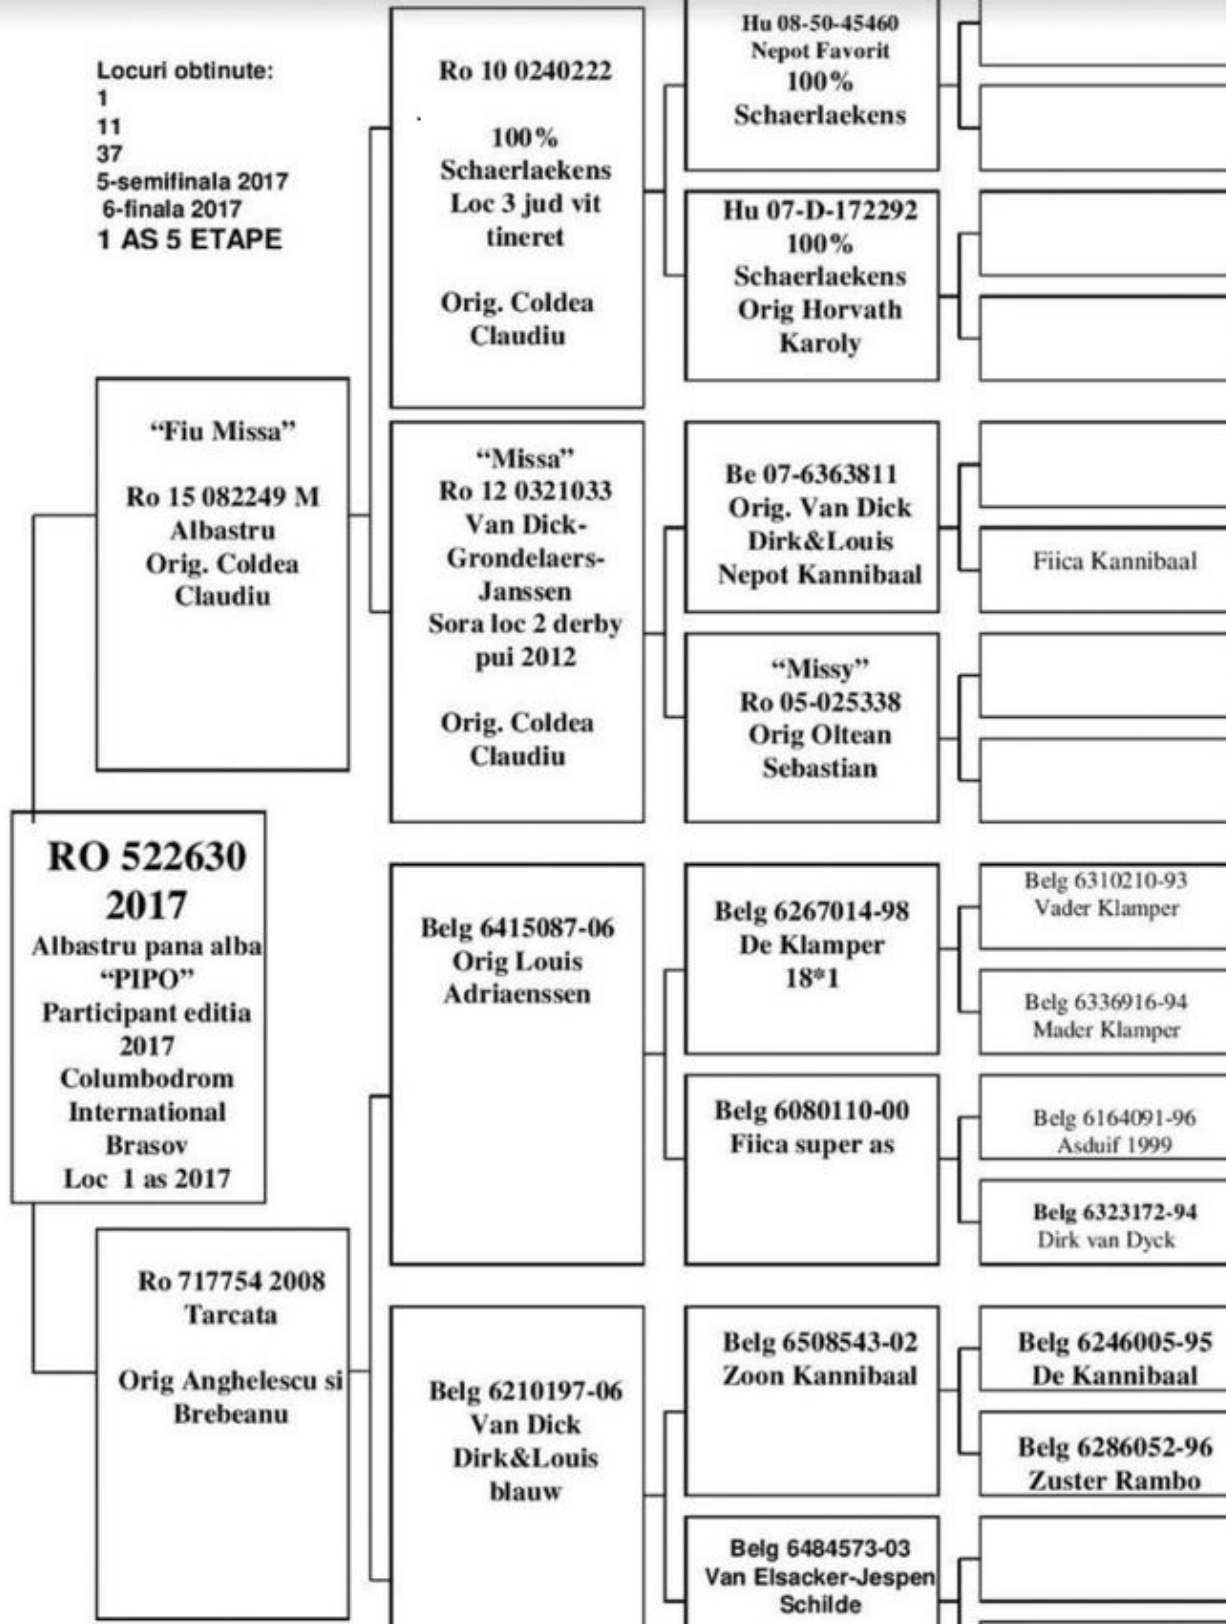 Locuri obtinute:
1
11
37
5-semifinala 2017
6-finala 2017
1 AS 5 ETAPE
“Fiu Missa”
Ro 15 082249 M
Albastru
Orig. Coldea
Claudiu
RO 522630
2017
Albastru pana alba
“PIPO”
Participant editia
2017
Columbodrom
International
Brasov
Loc 1 as 2017
Ro 717754 2008
Tarcata
Orig Anghelescu si
Brebeanu
Ro 10 0240222
100%
Schaerlaekens
Loc 3 jud vit
tineret
Orig. Coldea
Claudiu
“Missa”
Ro 12 0321033
Van Dick-
Grondelaers-
Janssen
Sora loc 2 derby
pui 2012
Orig. Coldea
Claudiu
Belg 6415087-06
Orig Louis
Adriaenssen
Belg 6210197-06
Van Dick
Dirk&Louis
blauw
Hu 08-50-45460
Nepot Favorit
100%
Schaerlaekens
Hu 07-D-172292
100%
Schaerlaekens
Orig Horvath
Karoly
Be 07-6363811
Orig. Van Dick
Dirk&Louis
Nepot Kannibaal
“Missy”
Ro 05-025338
Orig Oltean
Sebastian
Belg 6267014-98
De Klamper
18*1
Belg 6080110-00
Fiica super as
Belg 6508543-02
Zoon Kannibaal
Belg 6484573-03
Van Elsacker-Jespen
Schilde
Fiica Kannibaal
Belg 6310210-93
Vader Klamper
Belg 6336916-94
Mader Klamper
Belg 6164091-96
Asduif 1999
Belg 6323172-94
Dirk van Dyck
Belg 6246005-95
De Kannibaal
Belg 6286052-96
Zuster Rambo